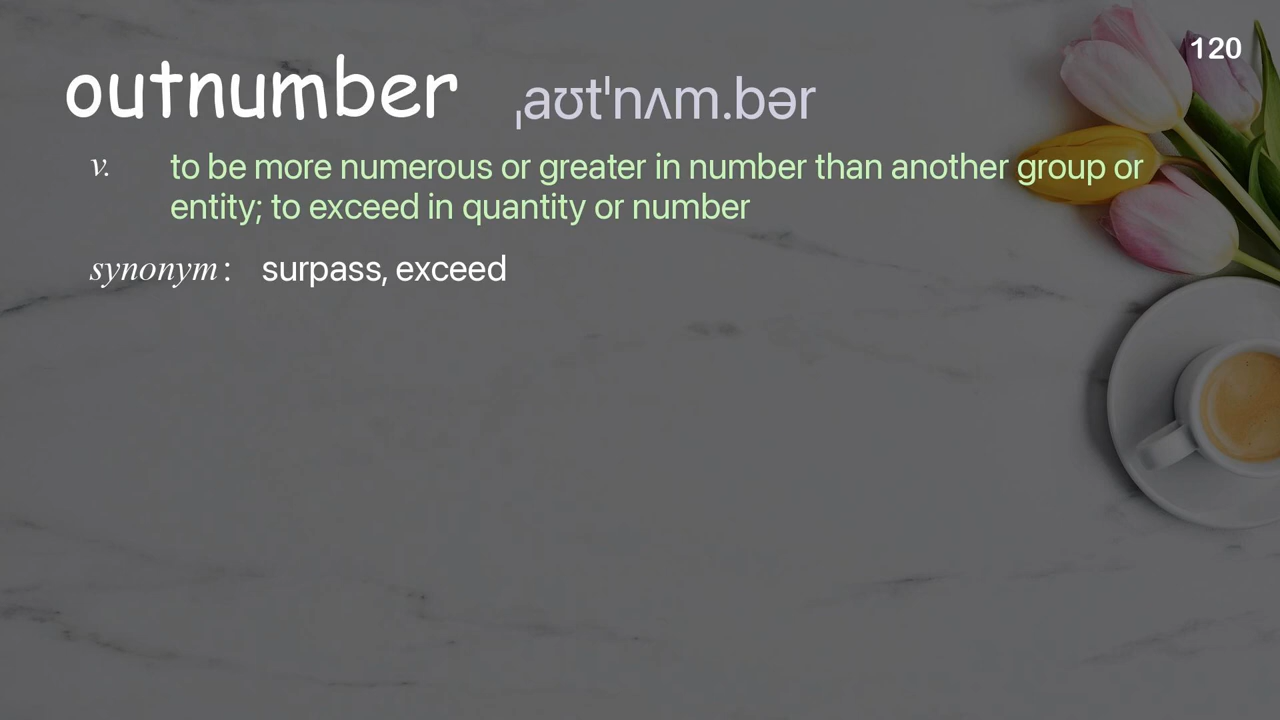 120
outnumber ˌaʊtˈnʌm.bər
v. to be more numerous or greater in number than another group or
entity; to exceed in quantity or number
synonym: surpass, exceed